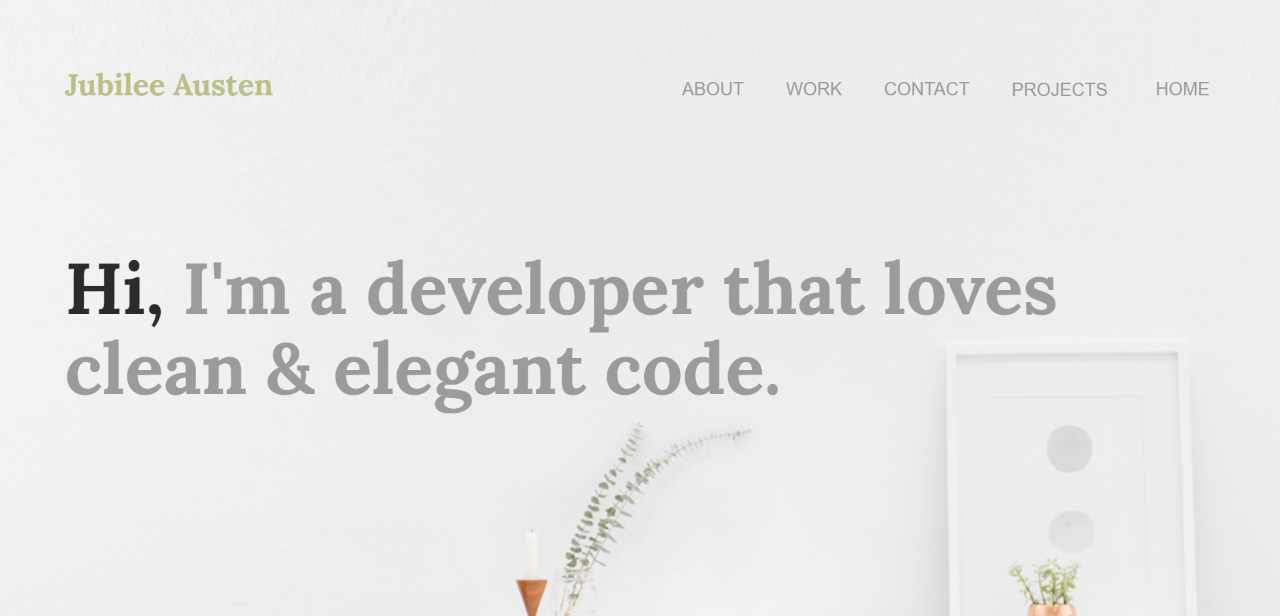 Jubilee Austen
ABOUT WORK CONTACT PROJECTS HOME
Hi, I'm a developer that loves
clean & elegant code.